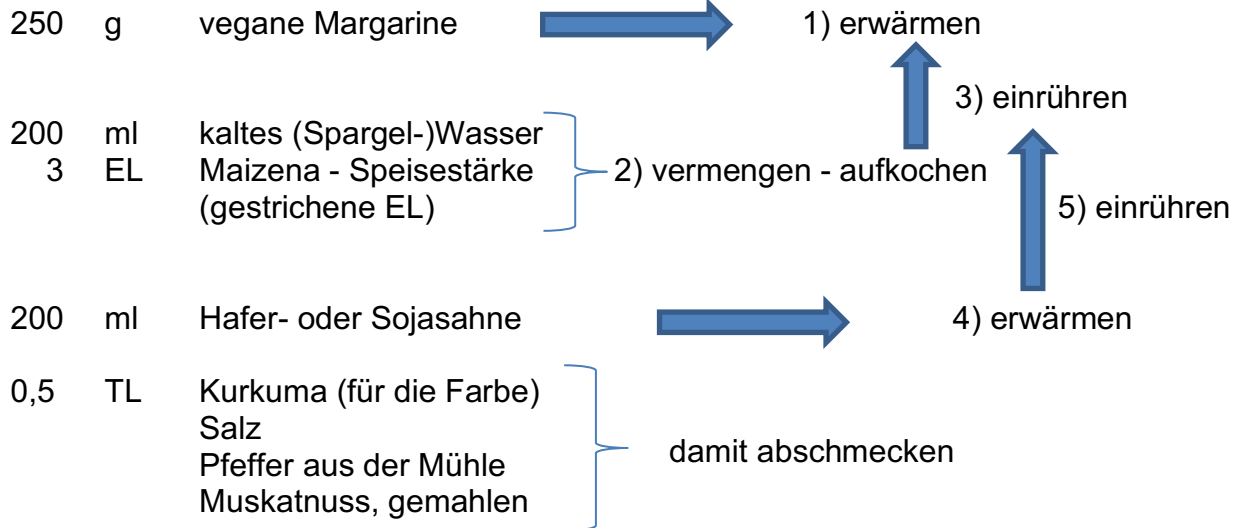 250 g vegane Margarine 1) erwärmen
3) einrühren
200 ml kaltes (Spargel-)Wasser
3 EL Maizena - Speisestärke 2) vermengen - aufkochen
(gestrichene EL) 5) einrühren
200 ml Hafer- oder Sojasahne 4) erwärmen
0,5 TL Kurkuma (für die Farbe)
Salz
Pfeffer aus der Mühle damit abschmecken
Muskatnuss, gemahlen